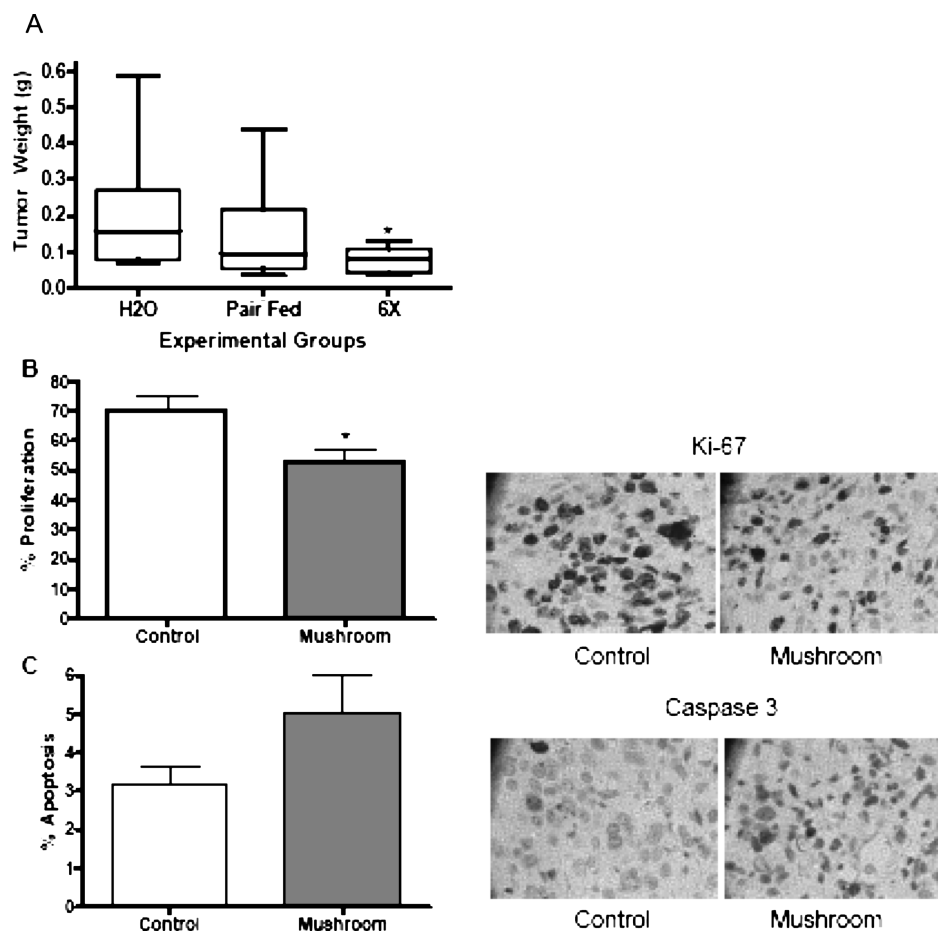 A
Tumor Weight (g)
0.6
0.5
0.4
0.3
0.2
0.1
0.0
*
H2O Pair Fed 6X
Experimental Groups
B
% Proliferation
80
70
60
50
40
30
20
10
0
*
Control Mushroom
Ki-67
Control Mushroom
C
% Apoptosis
6
5
4
3
2
1
0
Control Mushroom
Caspase 3
Control Mushroom